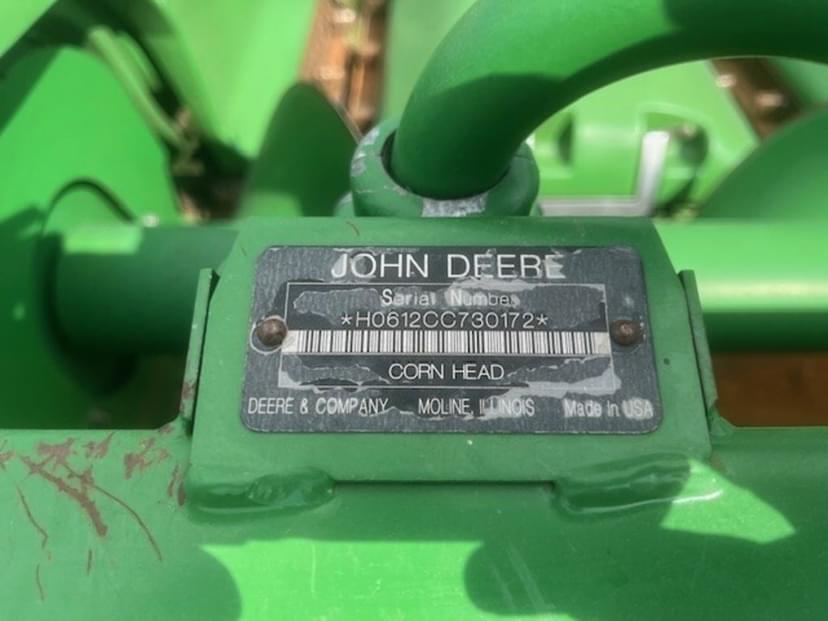 JOHN DEERE
Serial Number
*H0612CC730172*
CORN HEAD
DEERE & COMPANY MOLINE, ILLINOIS Made in USA